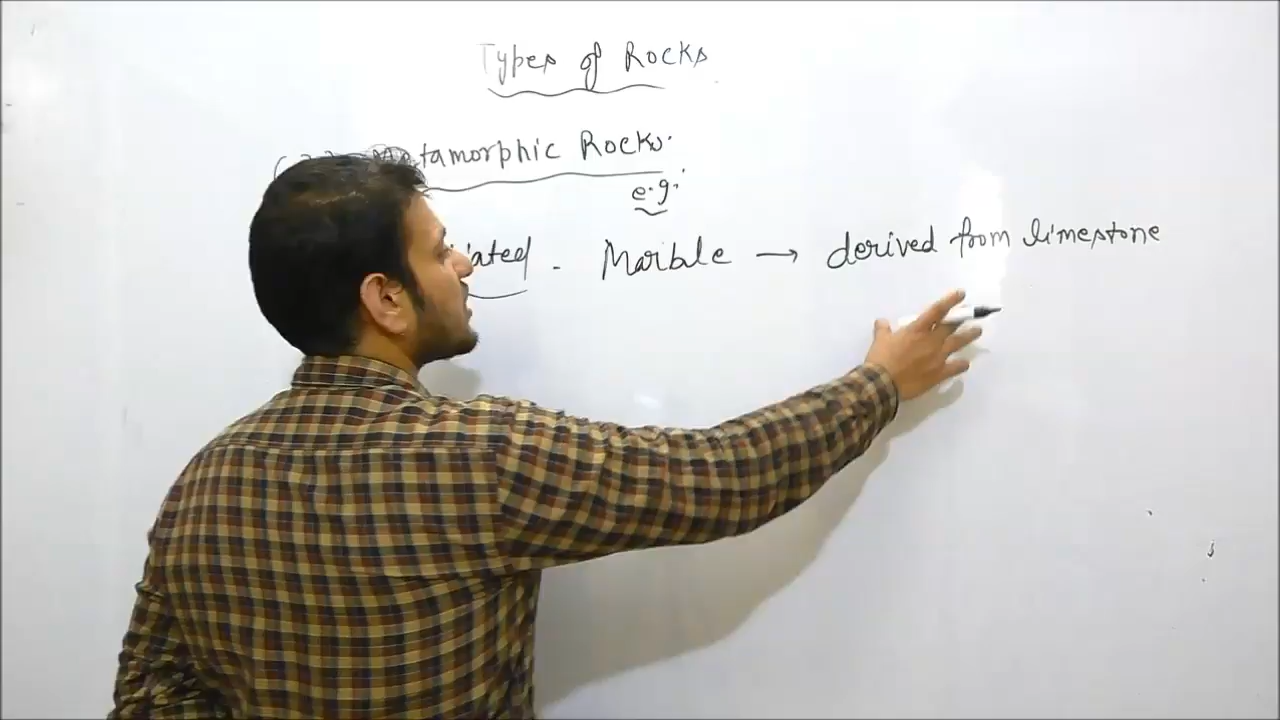 Types of Rocks
Metamorphic Rocks.
e.g.
Marble → derived from limestone